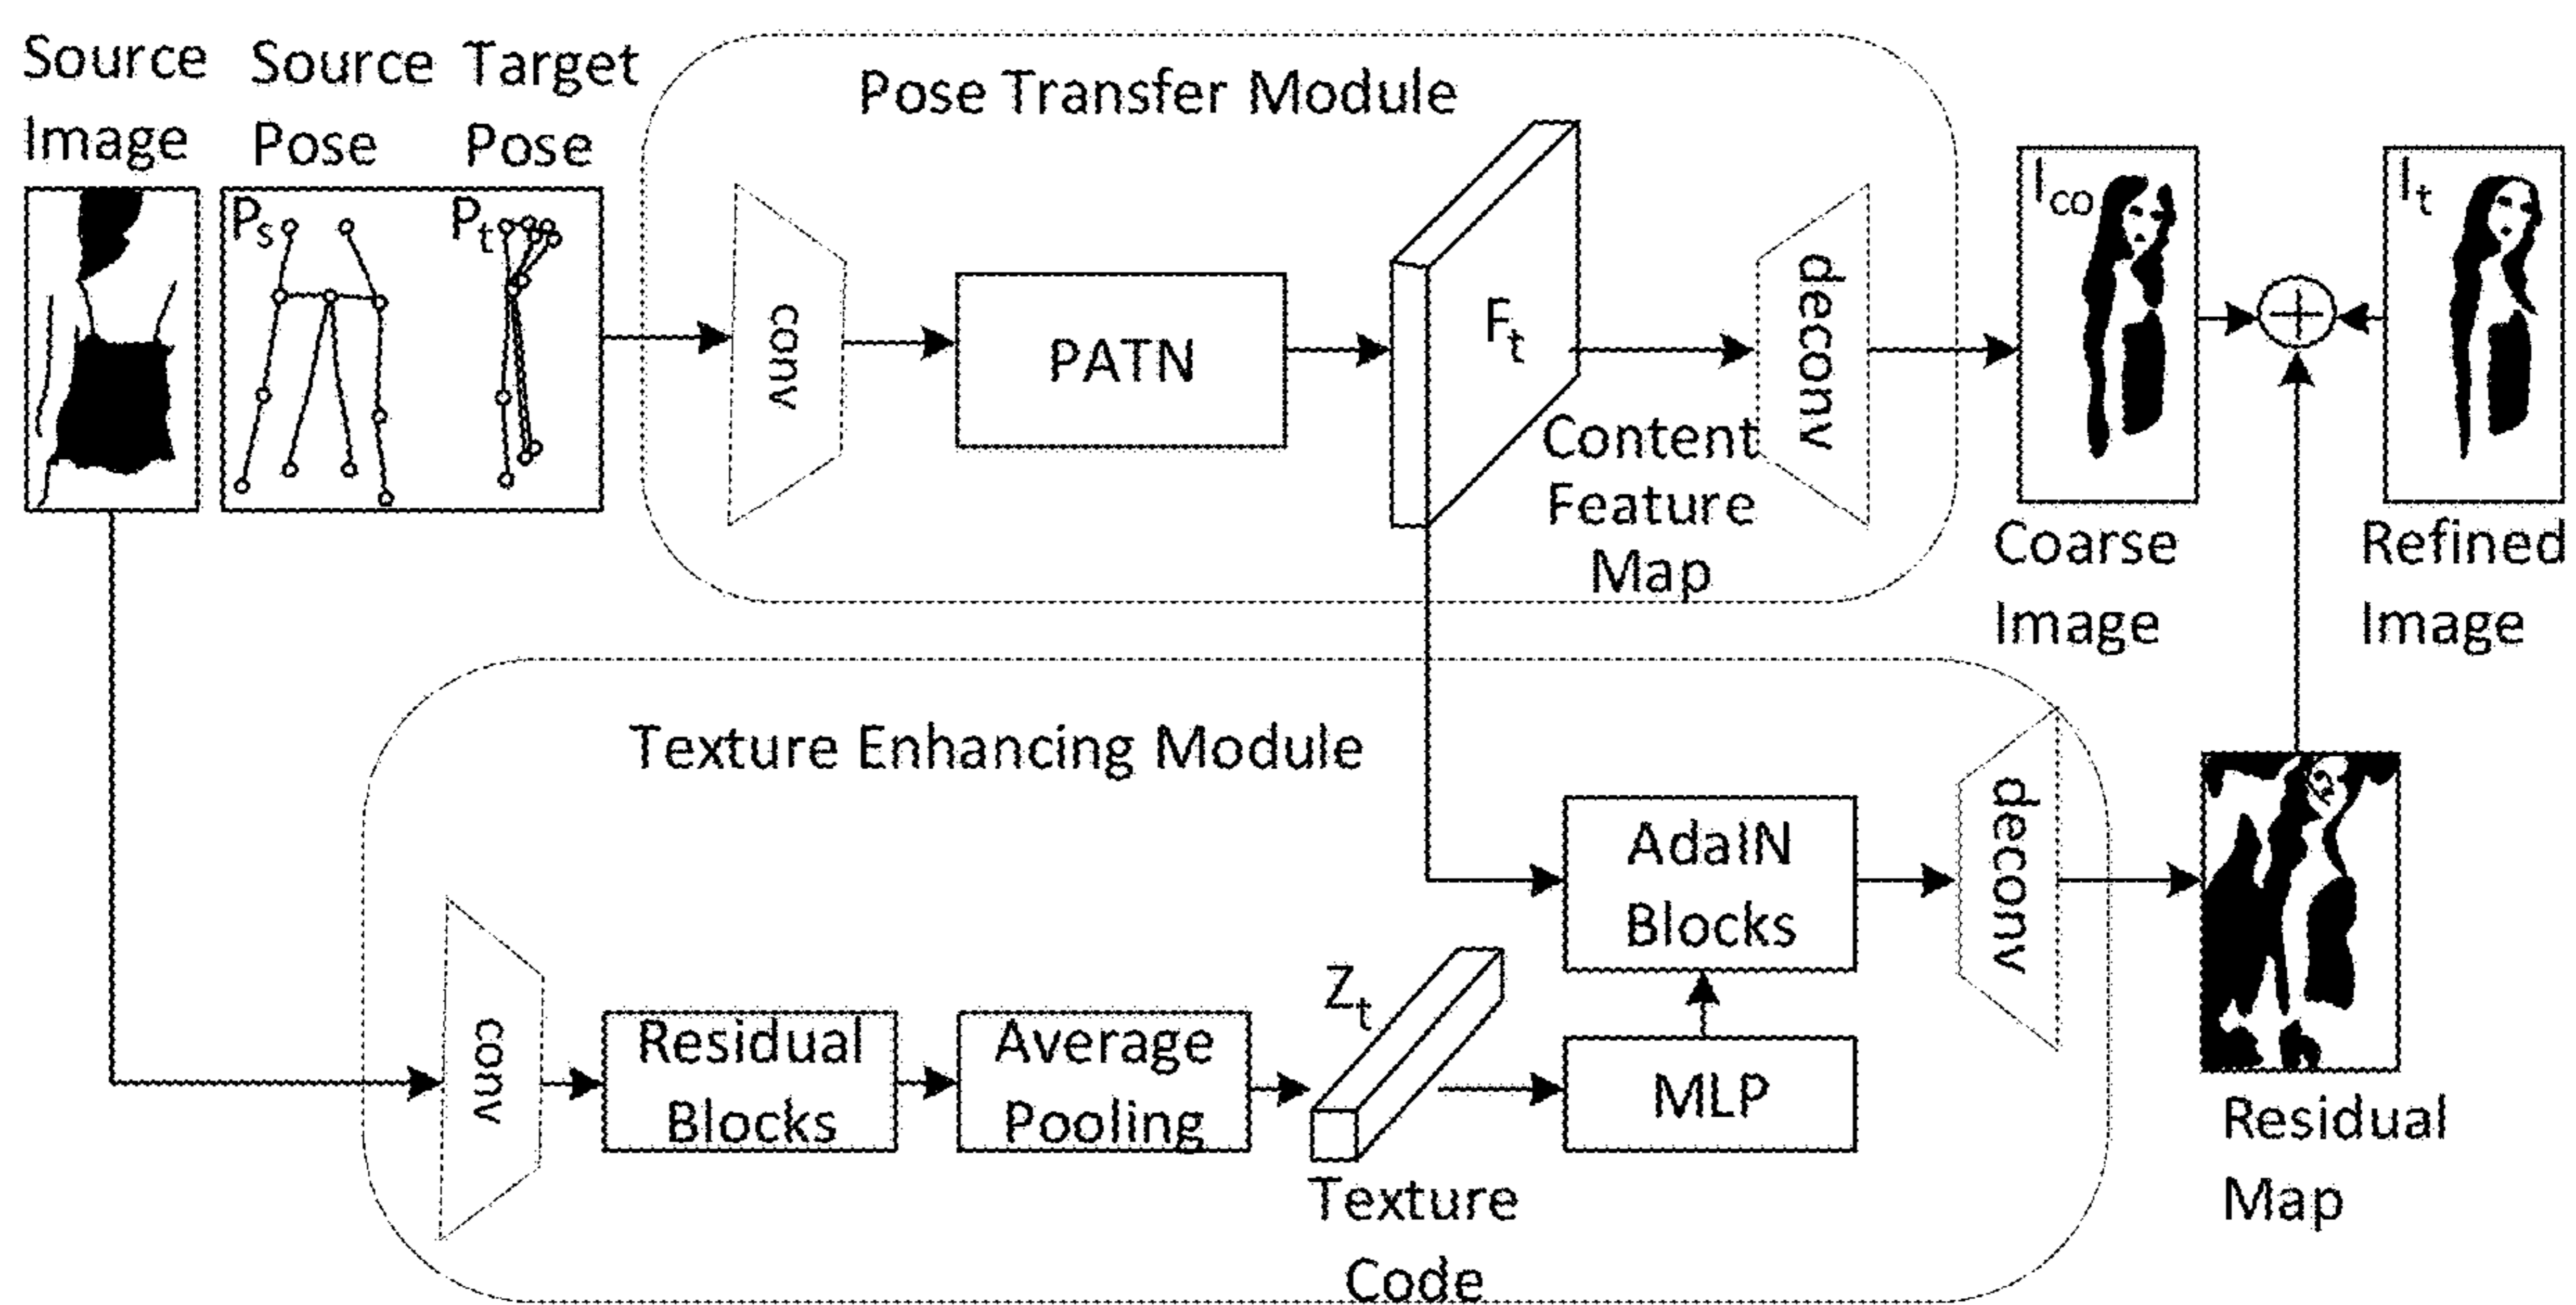 Source
Image
Source
Pose
Target
Pose
Ps
Pt
Pose Transfer Module
conv
PATN
Ft
Content
Feature
Map
deconv
Ico
Coarse
Image
It
Refined
Image
Texture Enhancing Module
conv
Residual
Blocks
Average
Pooling
Zt
Texture
Code
MLP
AdaIN
Blocks
deconv
Residual
Map